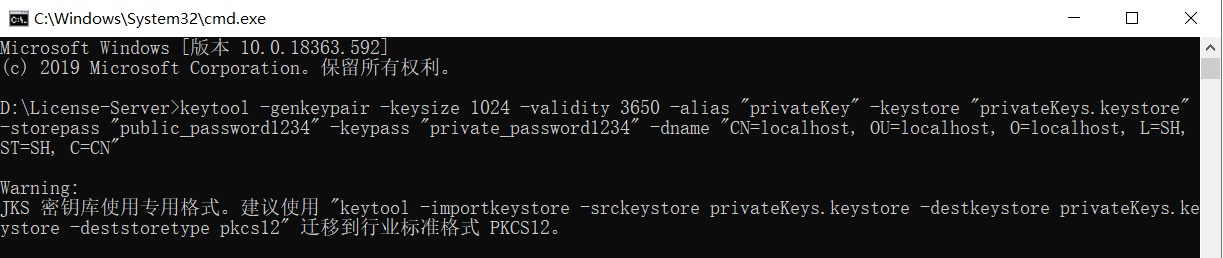 C:\Windows\System32\cmd.exe
Microsoft Windows [版本 10.0.18363.592]
(c) 2019 Microsoft Corporation。保留所有权利。
D:\License-Server>keytool -genkeypair -keysize 1024 -validity 3650 -alias "privateKey" -keystore "privateKeys.keystore"
-storepass "public_password1234" -keypass "private_password1234" -dname "CN=localhost, OU=localhost, O=localhost, L=SH,
ST=SH, C=CN"
Warning:
JKS 密钥库使用专用格式。建议使用 "keytool -importkeystore -srckeystore privateKeys.keystore -destkeystore privateKeys.ke
ystore -deststoretype pkcs12" 迁移到行业标准格式 PKCS12。